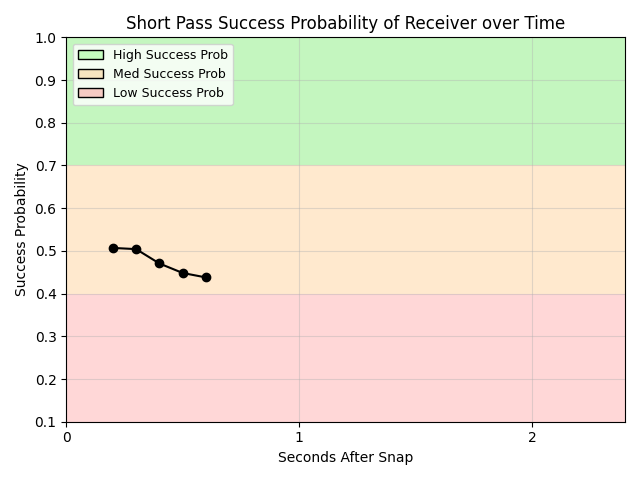 Short Pass Success Probability of Receiver over Time
1.0
High Success Prob
Med Success Prob
Low Success Prob
0.9
0.8
0.7
0.6
0.5
0.4
0.3
0.2
0.1
Success Probability
0
1
2
Seconds After Snap